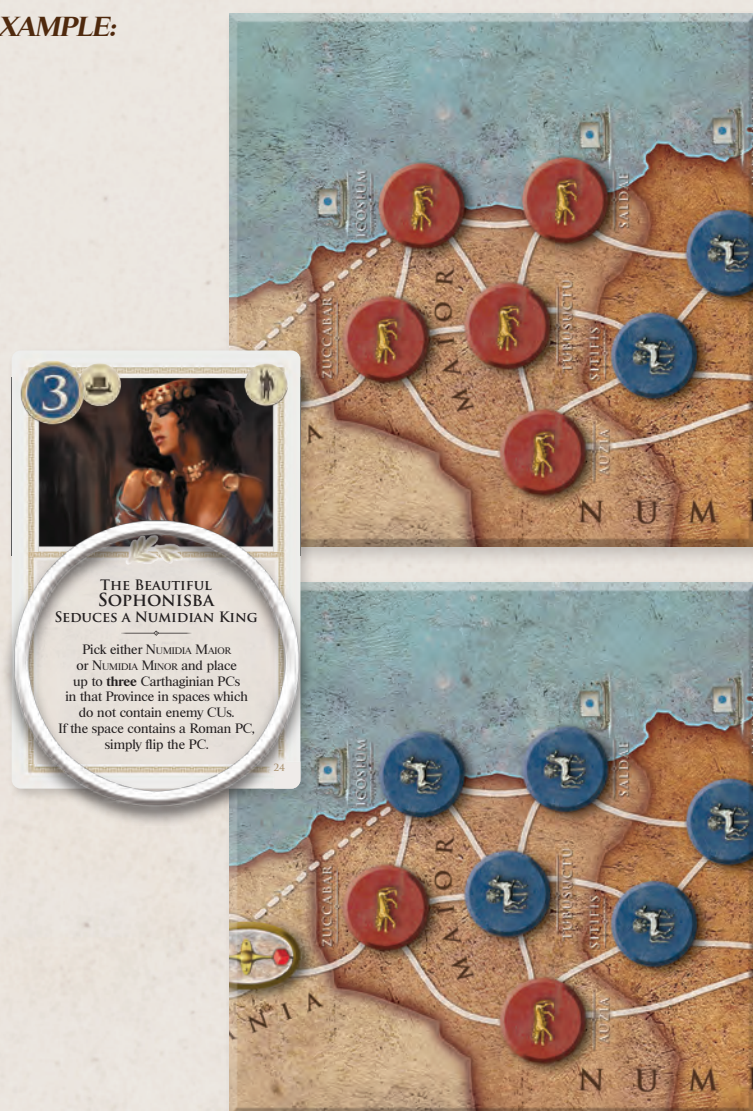 XAMPLE:
ICOSIUM
SALDAE
ZUCCABAR
MAIOR
TUBUSUCTU
SITIFIS
AUZIA
A
NUM
3
THE BEAUTIFUL
SOPHONISBA
SEDUCES A NUMIDIAN KING
Pick either NUMIDIA MAIOR
or NUMIDIA MINOR and place
up to three Carthaginian PCs
in that Province in spaces which
do not contain enemy CUs.
If the space contains a Roman PC,
simply flip the PC.
24
ICOSIUM
SALDAE
ZUCCABAR
MAIOR
TUBUSUCTU
SITIFIS
AUZIA
NIA
NUM